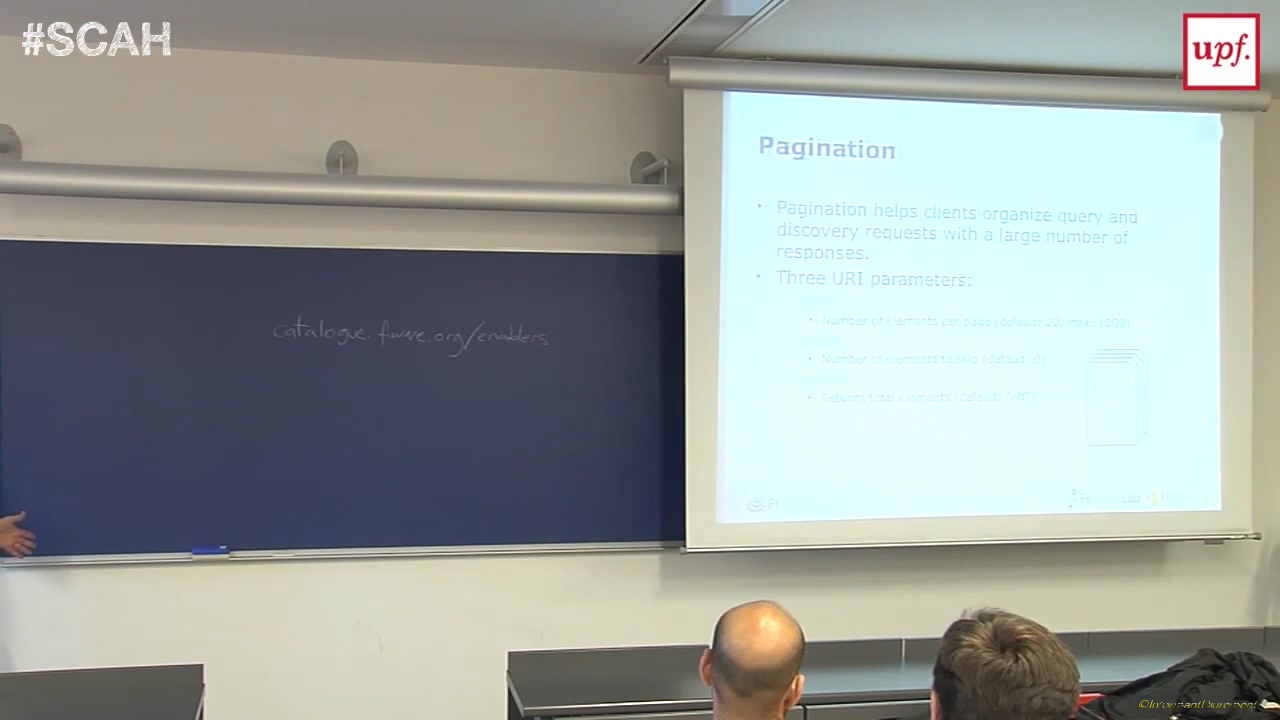 #SCAH
upf.
Pagination
• Pagination helps clients organize query and
discovery requests with a large number of
responses.
• Three URI parameters:
• Number of elements per page (default: 20, max: 1000)
• Number of elements to skip (default: 0)
• Returns total elements (default: "off")
catalogue.fiware.org/enablers